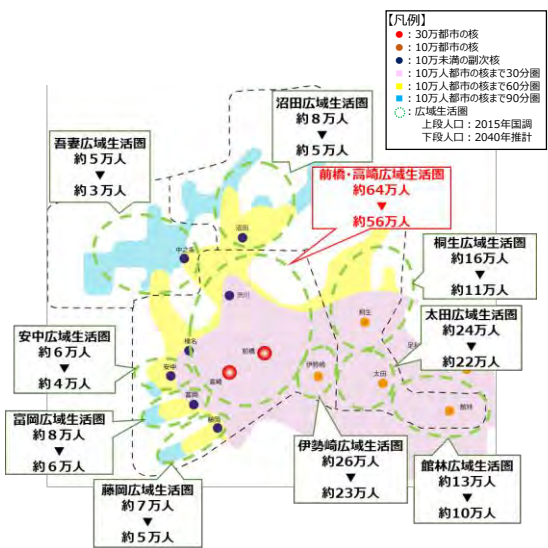 【凡例】
●：30万都市の核
●：10万都市の核
●：10万未満の副次核
：10万人都市の核まで30分圏
：10万人都市の核まで60分圏
：10万人都市の核まで90分圏
：広域生活圏
上段人口：2015年国調
下段人口：2040年推計
沼田広域生活圏
約８万人
▼
約５万人
吾妻広域生活圏
約５万人
▼
約３万人
前橋・高崎広域生活圏
約64万人
▼
約56万人
桐生広域生活圏
約16万人
▼
約11万人
太田広域生活圏
約24万人
▼
約22万人
安中広域生活圏
約６万人
▼
約４万人
富岡広域生活圏
約８万人
▼
約６万人
藤岡広域生活圏
約７万人
▼
約５万人
伊勢崎広域生活圏
約26万人
▼
約23万人
館林広域生活圏
約13万人
▼
約10万人
沼田
中之条
渋川
桐生
足利
榛名
前橋
安中
高崎
伊勢崎
太田
富岡
館林
藤岡